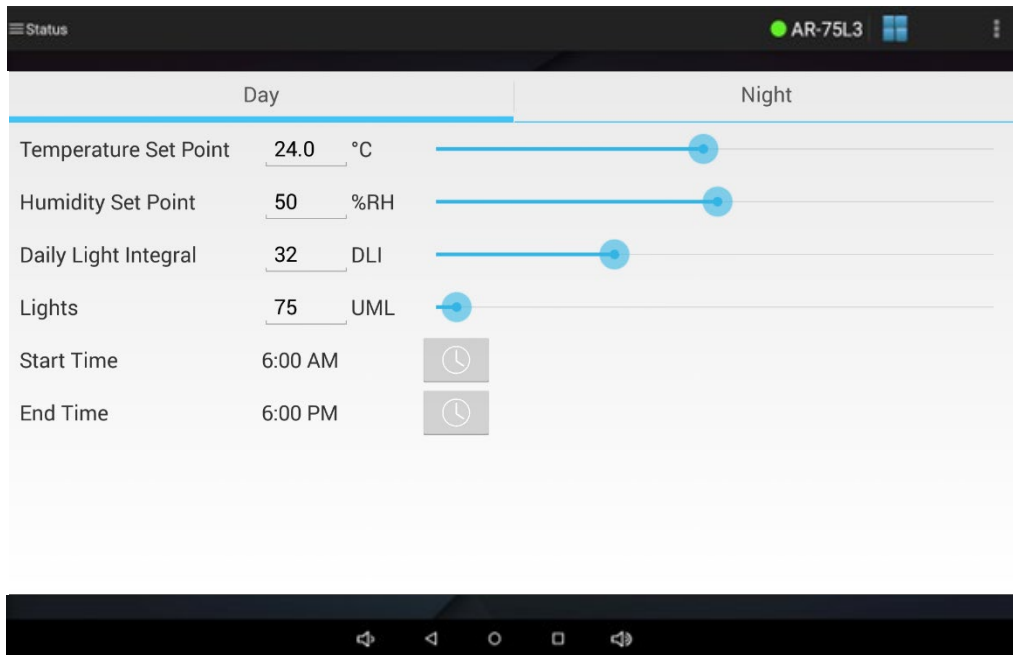 Status AR-75L3
Day Night
Temperature Set Point 24.0 °C
Humidity Set Point 50 %RH
Daily Light Integral 32 DLI
Lights 75 UML
Start Time 6:00 AM
End Time 6:00 PM